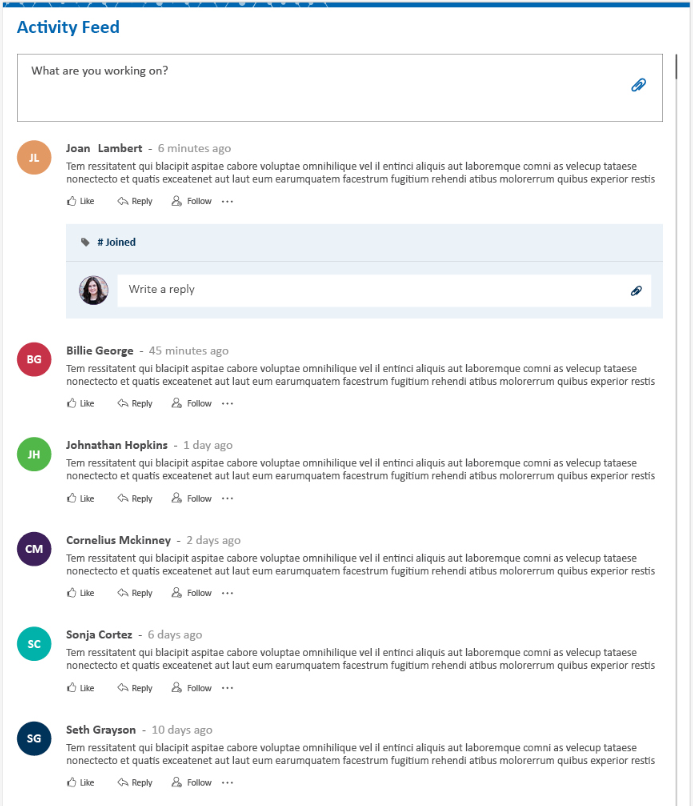 Activity Feed
What are you working on?
JL
Joan Lambert - 6 minutes ago
Tem ressitatent qui blacipit aspitae cabore voluptae omnihilique vel il entinci aliquis aut laboremque comni as velecup tataese
nonectecto et quatis exceatenet aut laut eum earumquatem facestrum fugitium rehendi atibus molorerrum quibus experior restis
Like Reply Follow ...
# Joined
Write a reply
BG
Billie George - 45 minutes ago
Tem ressitatent qui blacipit aspitae cabore voluptae omnihilique vel il entinci aliquis aut laboremque comni as velecup tataese
nonectecto et quatis exceatenet aut laut eum earumquatem facestrum fugitium rehendi atibus molorerrum quibus experior restis
Like Reply Follow ...
JH
Johnathan Hopkins - 1 day ago
Tem ressitatent qui blacipit aspitae cabore voluptae omnihilique vel il entinci aliquis aut laboremque comni as velecup tataese
nonectecto et quatis exceatenet aut laut eum earumquatem facestrum fugitium rehendi atibus molorerrum quibus experior restis
Like Reply Follow ...
CM
Cornelius Mckinney - 2 days ago
Tem ressitatent qui blacipit aspitae cabore voluptae omnihilique vel il entinci aliquis aut laboremque comni as velecup tataese
nonectecto et quatis exceatenet aut laut eum earumquatem facestrum fugitium rehendi atibus molorerrum quibus experior restis
Like Reply Follow ...
SC
Sonja Cortez - 6 days ago
Tem ressitatent qui blacipit aspitae cabore voluptae omnihilique vel il entinci aliquis aut laboremque comni as velecup tataese
nonectecto et quatis exceatenet aut laut eum earumquatem facestrum fugitium rehendi atibus molorerrum quibus experior restis
Like Reply Follow ...
SG
Seth Grayson - 10 days ago
Tem ressitatent qui blacipit aspitae cabore voluptae omnihilique vel il entinci aliquis aut laboremque comni as velecup tataese
nonectecto et quatis exceatenet aut laut eum earumquatem facestrum fugitium rehendi atibus molorerrum quibus experior restis
Like Reply Follow ...